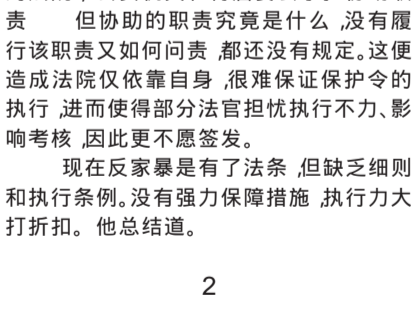 责 但协助的职责究竟是什么,没有履
行该职责又如何问责,都还没有规定。这便
造成法院仅依靠自身,很难保证保护令的
执行,进而使得部分法官担忧执行不力、影
响考核,因此更不愿签发。
现在反家暴是有了法条,但缺乏细则
和执行条例。没有强力保障措施,执行力大
打折扣。他总结道。
2